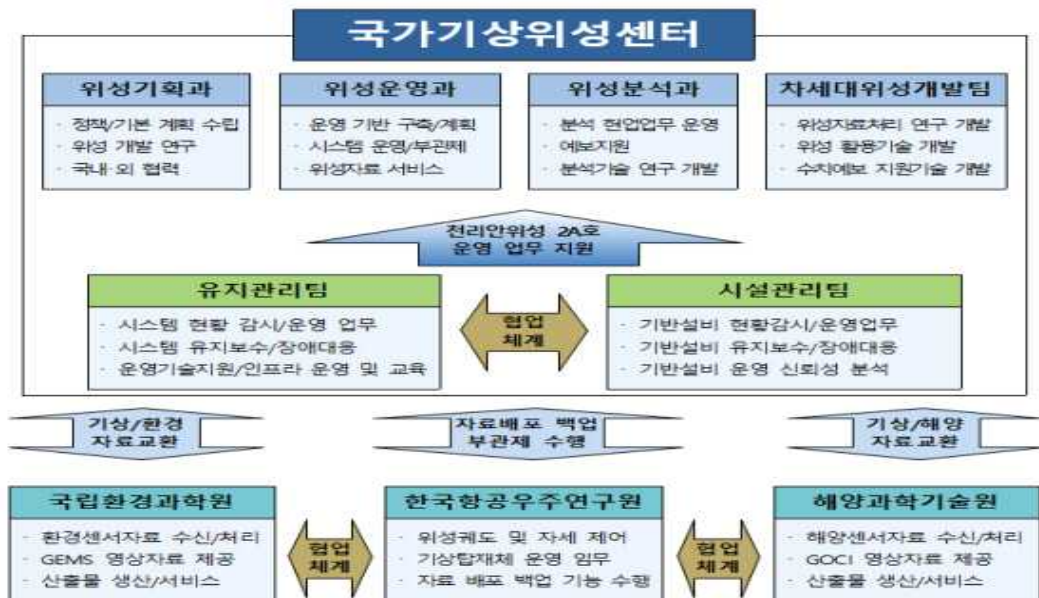 국가기상위성센터
위성기획과
· 정책/기본 계획 수립
· 위성 개발 연구
· 국내·외 협력
위성운영과
· 운영 기반 구축/계획
· 시스템 운영/부관제
· 위성자료 서비스
위성분석과
· 분석 현업업무 운영
· 예보지원
· 분석기술 연구 개발
차세대위성개발팀
· 위성자료처리 연구 개발
· 위성 활용기술 개발
· 수치예보 지원기술 개발
천리안위성 2A호
운영 업무 지원
유지관리팀
· 시스템 현황 감시/운영 업무
· 시스템 유지보수/장애대응
· 운영기술지원/인프라 운영 및 교육
협업
체계
시설관리팀
· 기반설비 현황감시/운영업무
· 기반설비 유지보수/장애대응
· 기반설비 운영 신뢰성 분석
기상/환경
자료교환
자료배포 백업
부관제 수행
기상/해양
자료교환
국립환경과학원
· 환경센서자료 수신/처리
· GEMS 영상자료 제공
· 산출물 생산/서비스
협업
체계
한국항공우주연구원
· 위성궤도 및 자세 제어
· 기상탑재체 운영 임무
· 자료 배포 백업 기능 수행
협업
체계
해양과학기술원
· 해양센서자료 수신/처리
· GOCI 영상자료 제공
· 산출물 생산/서비스